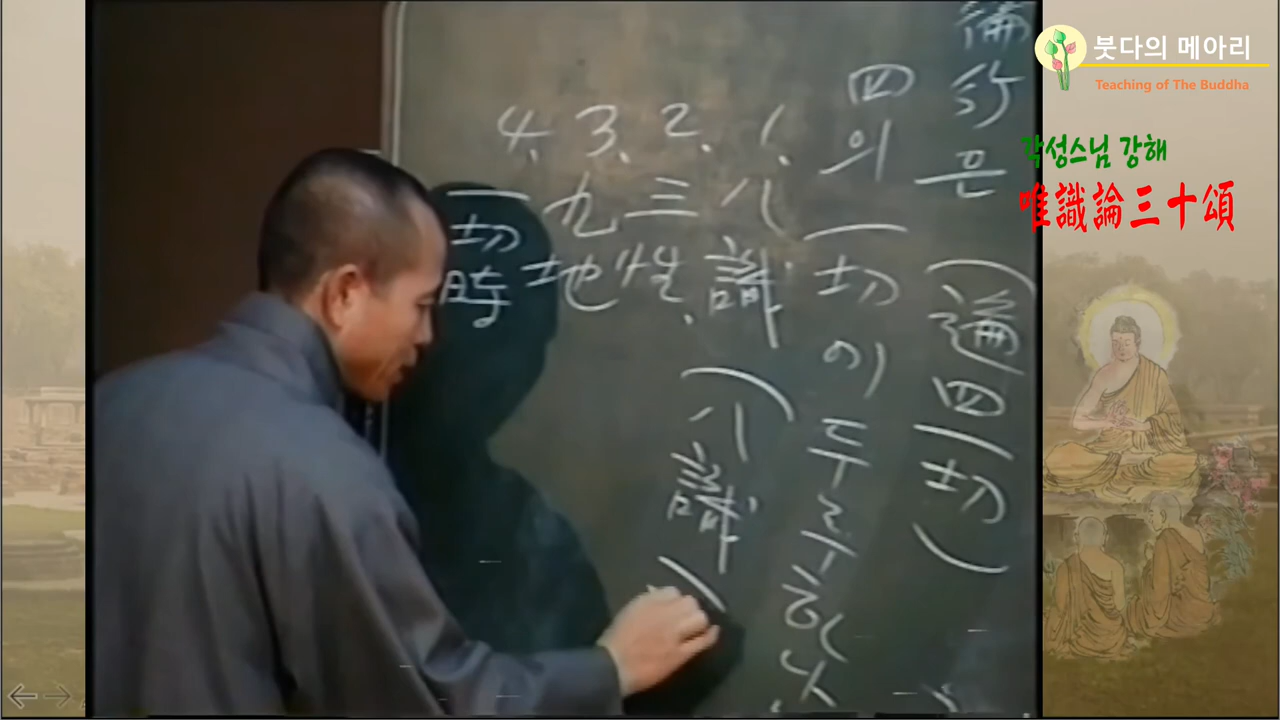 붓다의 메아리
Teaching of The Buddha
각성스님 강해
唯識論三十頌
徧行은 (遍四一切)
四의 一切이 두루한
1. 八識 (八識)
2. 三性.
3. 九地
4. 一切時